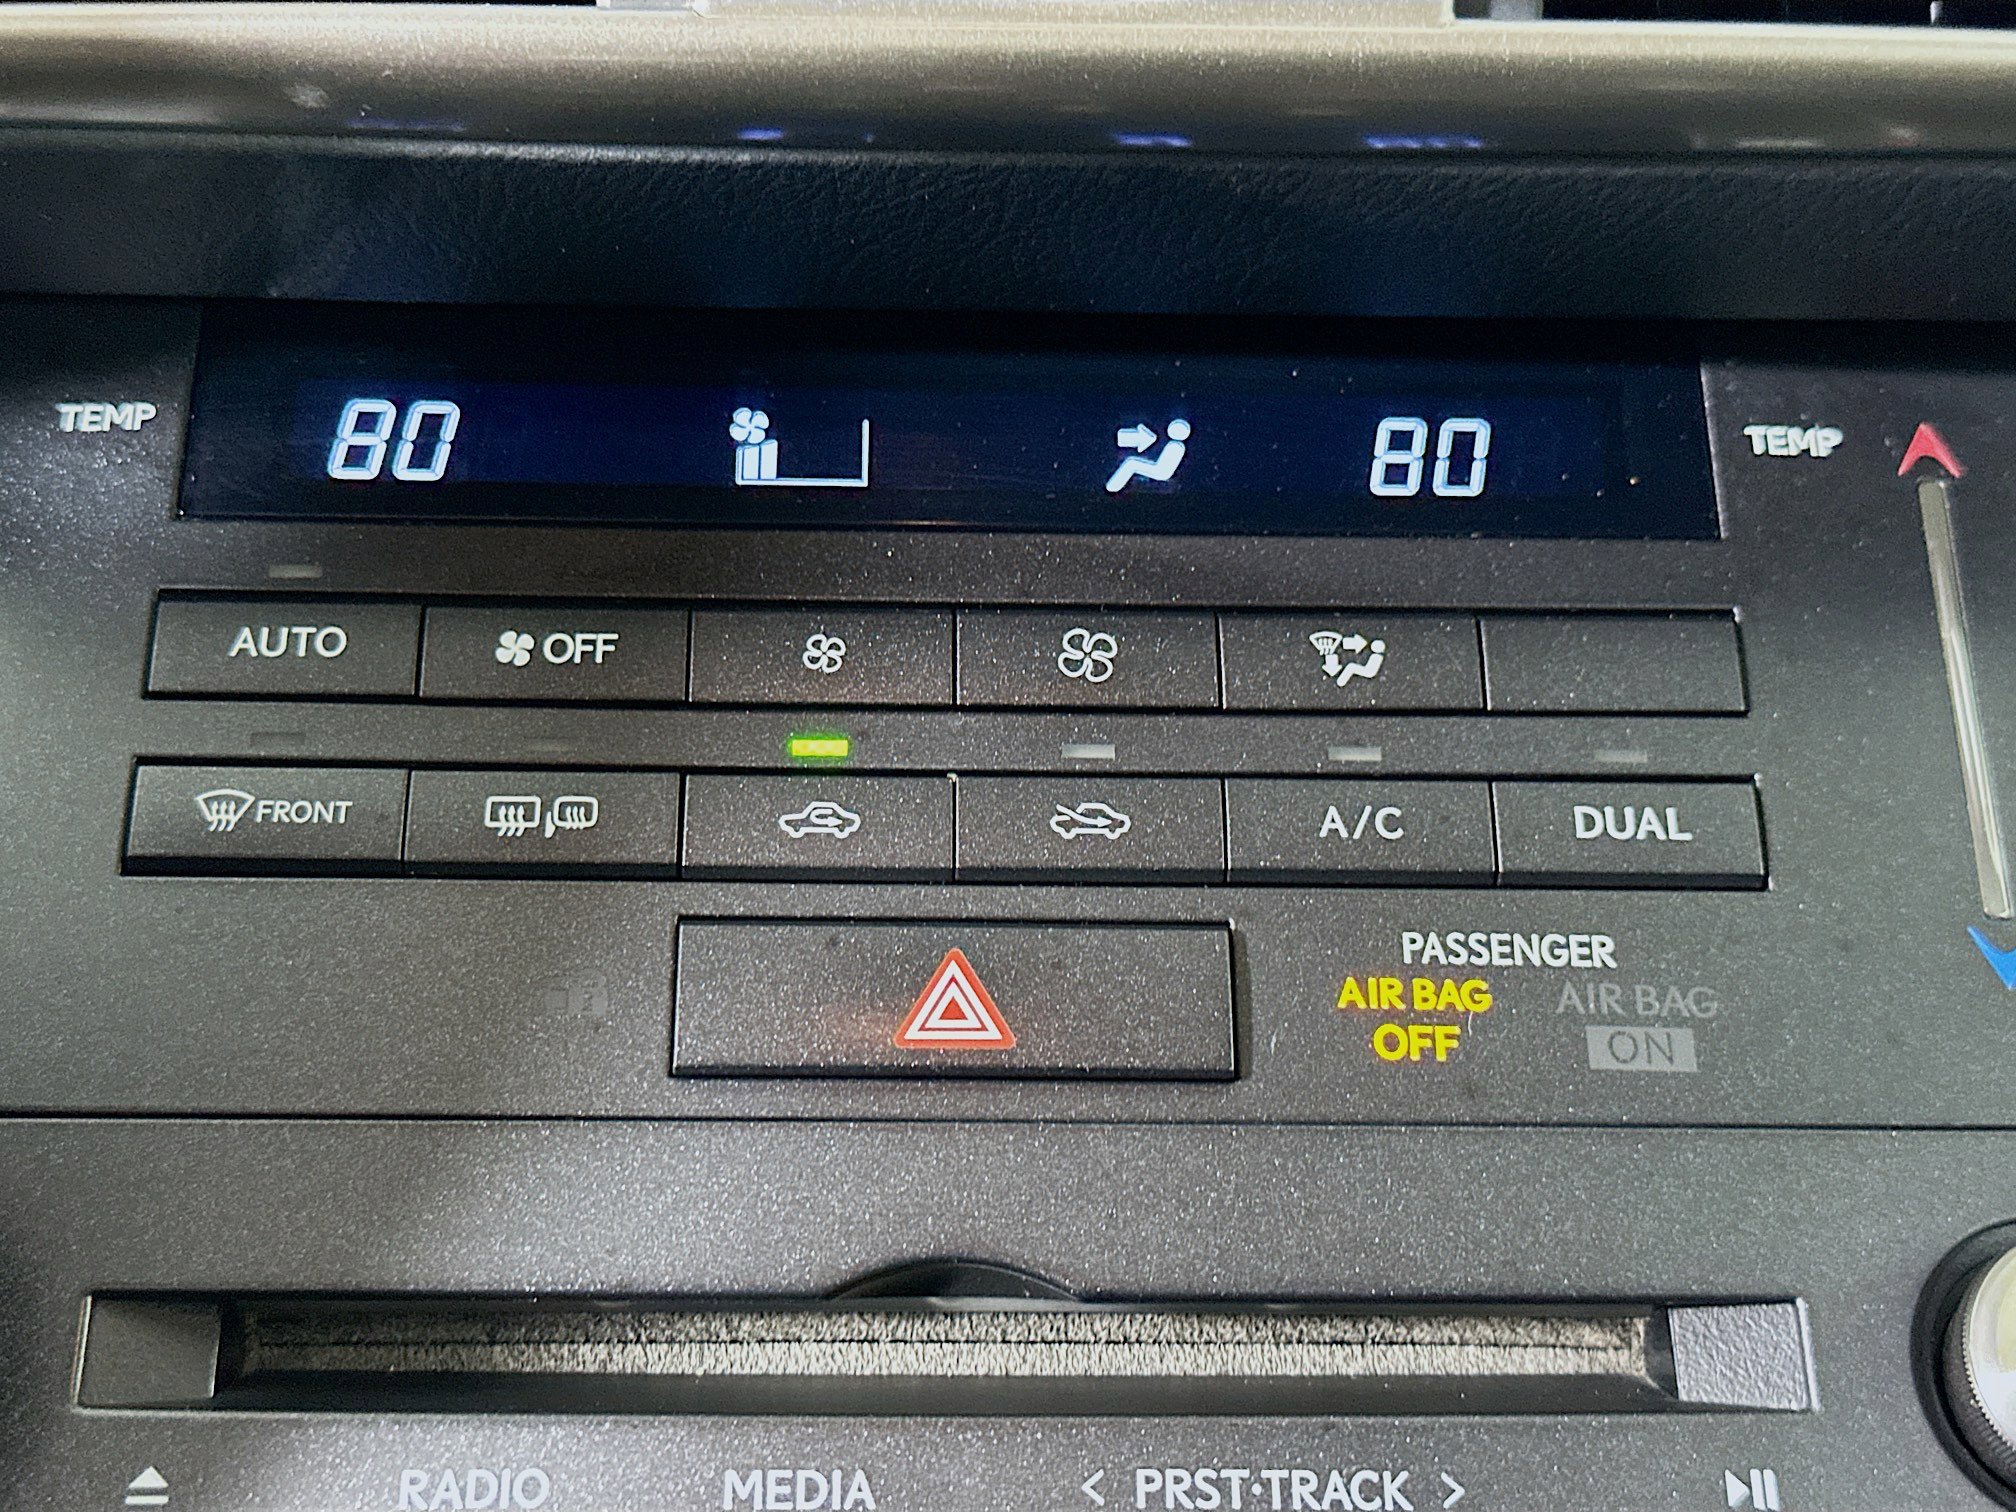 TEMP 80 80 TEMP
AUTO OFF
FRONT A/C DUAL
PASSENGER
AIR BAG OFF AIR BAG ON
RADIO MEDIA < PRST·TRACK >